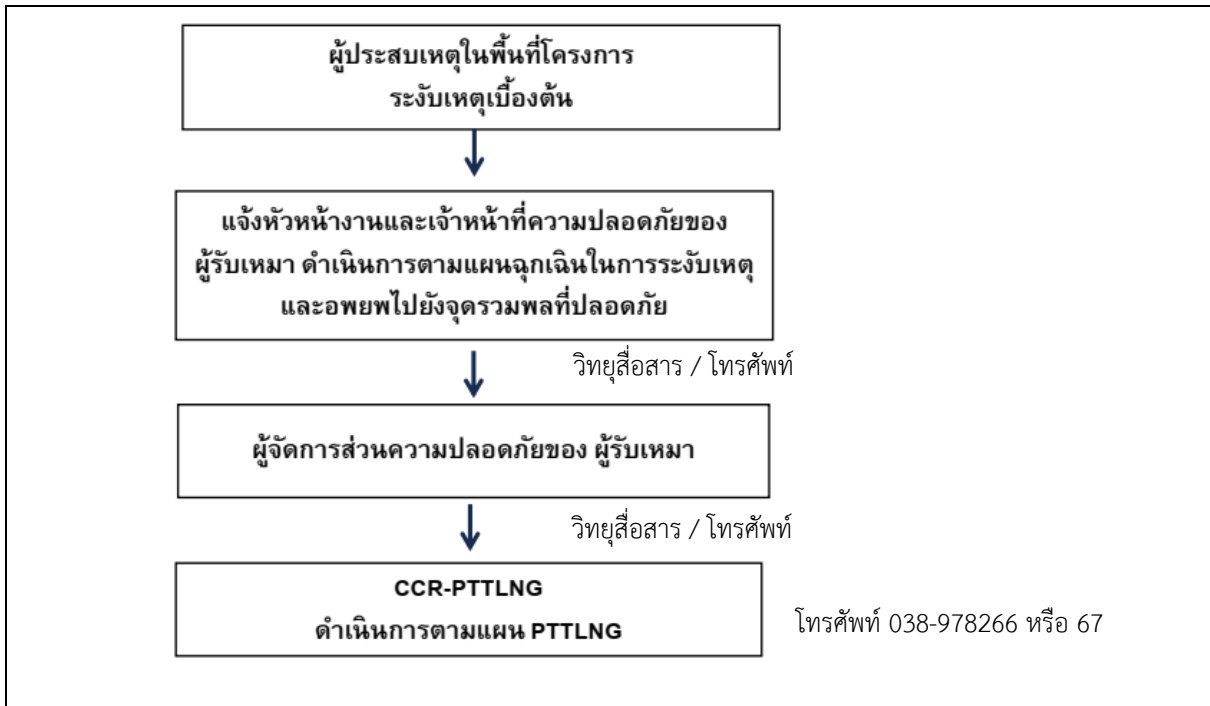 ผู้ประสบเหตุในพื้นที่โครงการ
ระงับเหตุเบื้องต้น
แจ้งหัวหน้างานและเจ้าหน้าที่ความปลอดภัยของ
ผู้รับเหมา ดำเนินการตามแผนฉุกเฉินในการระงับเหตุ
และอพยพไปยังจุดรวมพลที่ปลอดภัย
วิทยุสื่อสาร / โทรศัพท์
ผู้จัดการส่วนความปลอดภัยของ ผู้รับเหมา
วิทยุสื่อสาร / โทรศัพท์
CCR-PTTLNG
ดำเนินการตามแผน PTTLNG
โทรศัพท์ 038-978266 หรือ 67